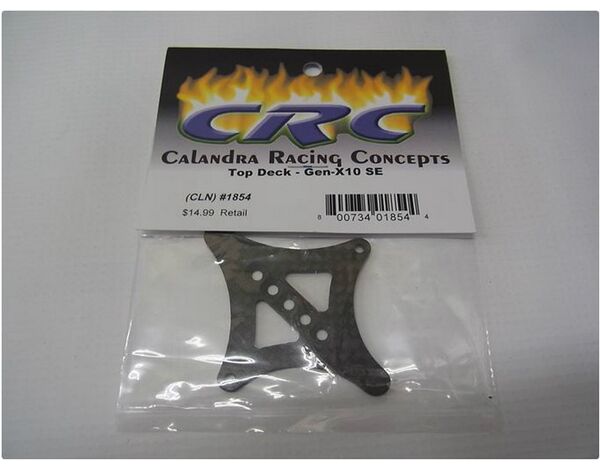 CRC
CALANDRA RACING CONCEPTS
Top Deck - Gen-X10 SE
(CLN) #1854
$14.99 Retail
8 00734 01854 4